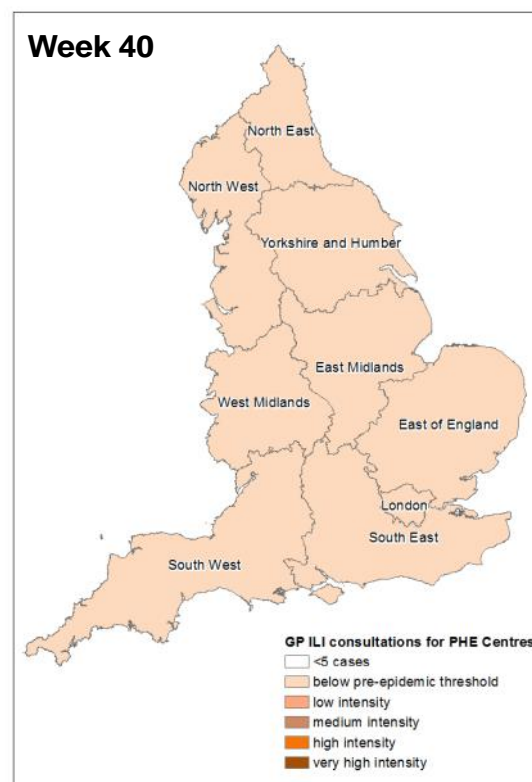 Week 40
North East
North West
Yorkshire and Humber
East Midlands
West Midlands
East of England
London
South East
South West
GP ILI consultations for PHE Centres
<5 cases
below pre-epidemic threshold
low intensity
medium intensity
high intensity
very high intensity